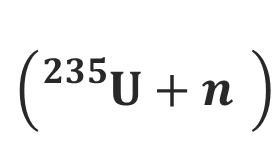 (²³⁵U + n)